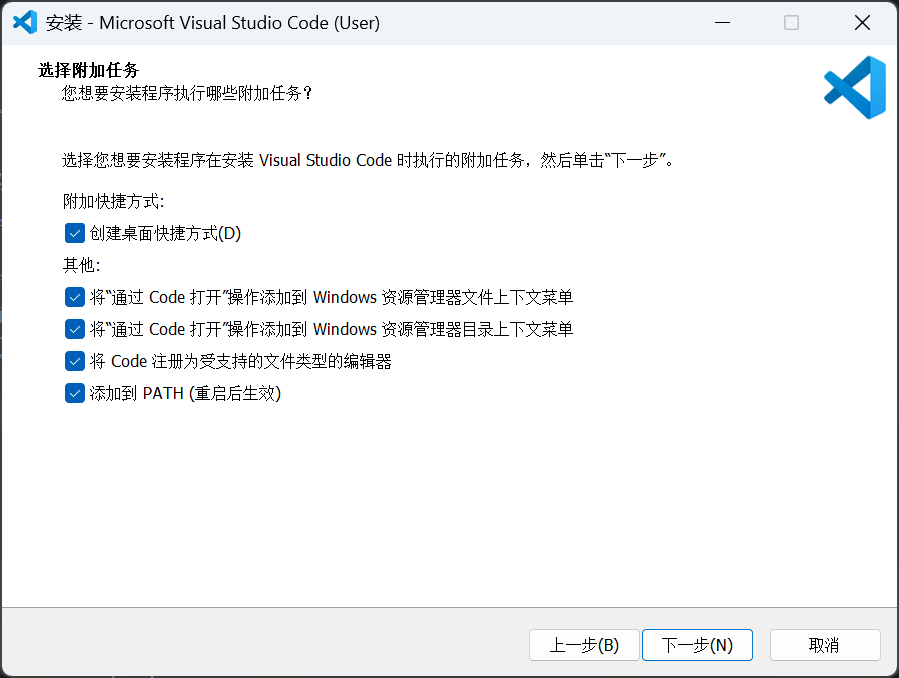 安装 - Microsoft Visual Studio Code (User)
选择附加任务
您想要安装程序执行哪些附加任务？
选择您想要安装程序在安装 Visual Studio Code 时执行的附加任务，然后单击“下一步”。
附加快捷方式:
创建桌面快捷方式(D)
其他:
将“通过 Code 打开”操作添加到 Windows 资源管理器文件上下文菜单
将“通过 Code 打开”操作添加到 Windows 资源管理器目录上下文菜单
将 Code 注册为受支持的文件类型的编辑器
添加到 PATH (重启后生效)
上一步(B) 下一步(N) 取消